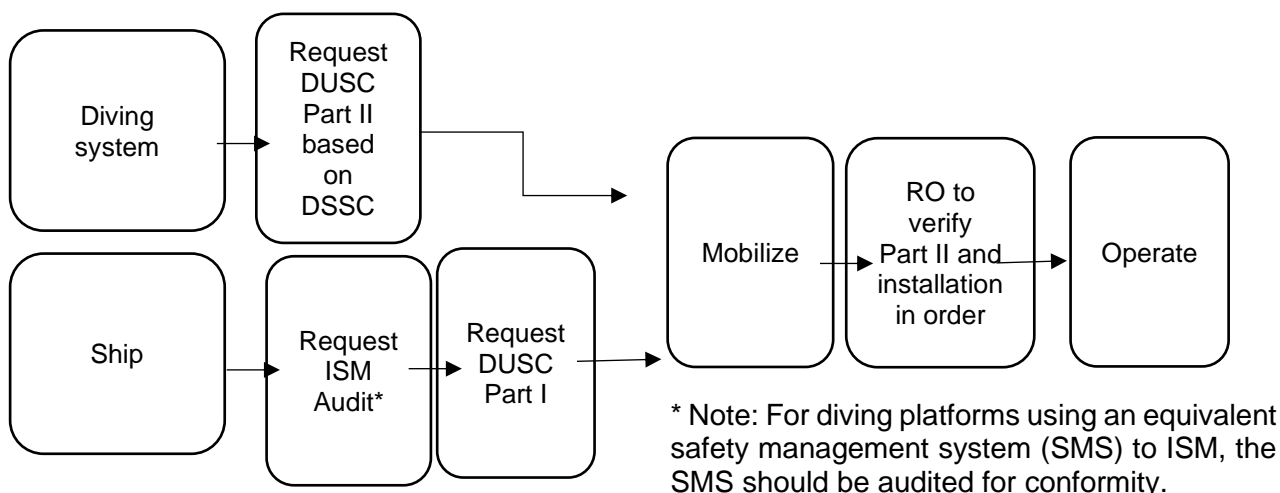 Diving
system
Request
DUSC
Part II
based
on
DSSC
Ship
Request
ISM
Audit*
Request
DUSC
Part I
Mobilize
RO to
verify
Part II and
installation
in order
Operate
* Note: For diving platforms using an equivalent
safety management system (SMS) to ISM, the
SMS should be audited for conformity.